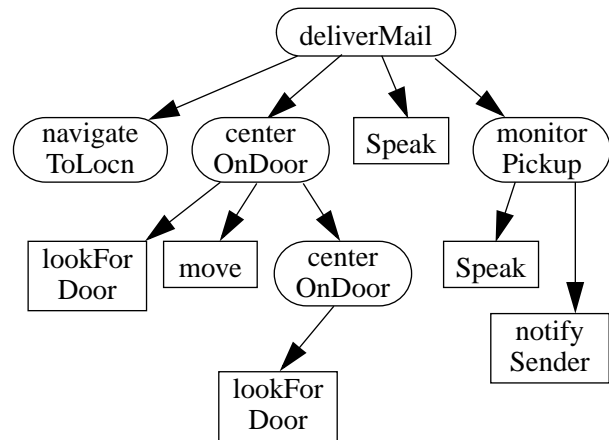 deliverMail
navigate
ToLocn
center
OnDoor
Speak
monitor
Pickup
lookFor
Door
move
center
OnDoor
Speak
notify
Sender
lookFor
Door